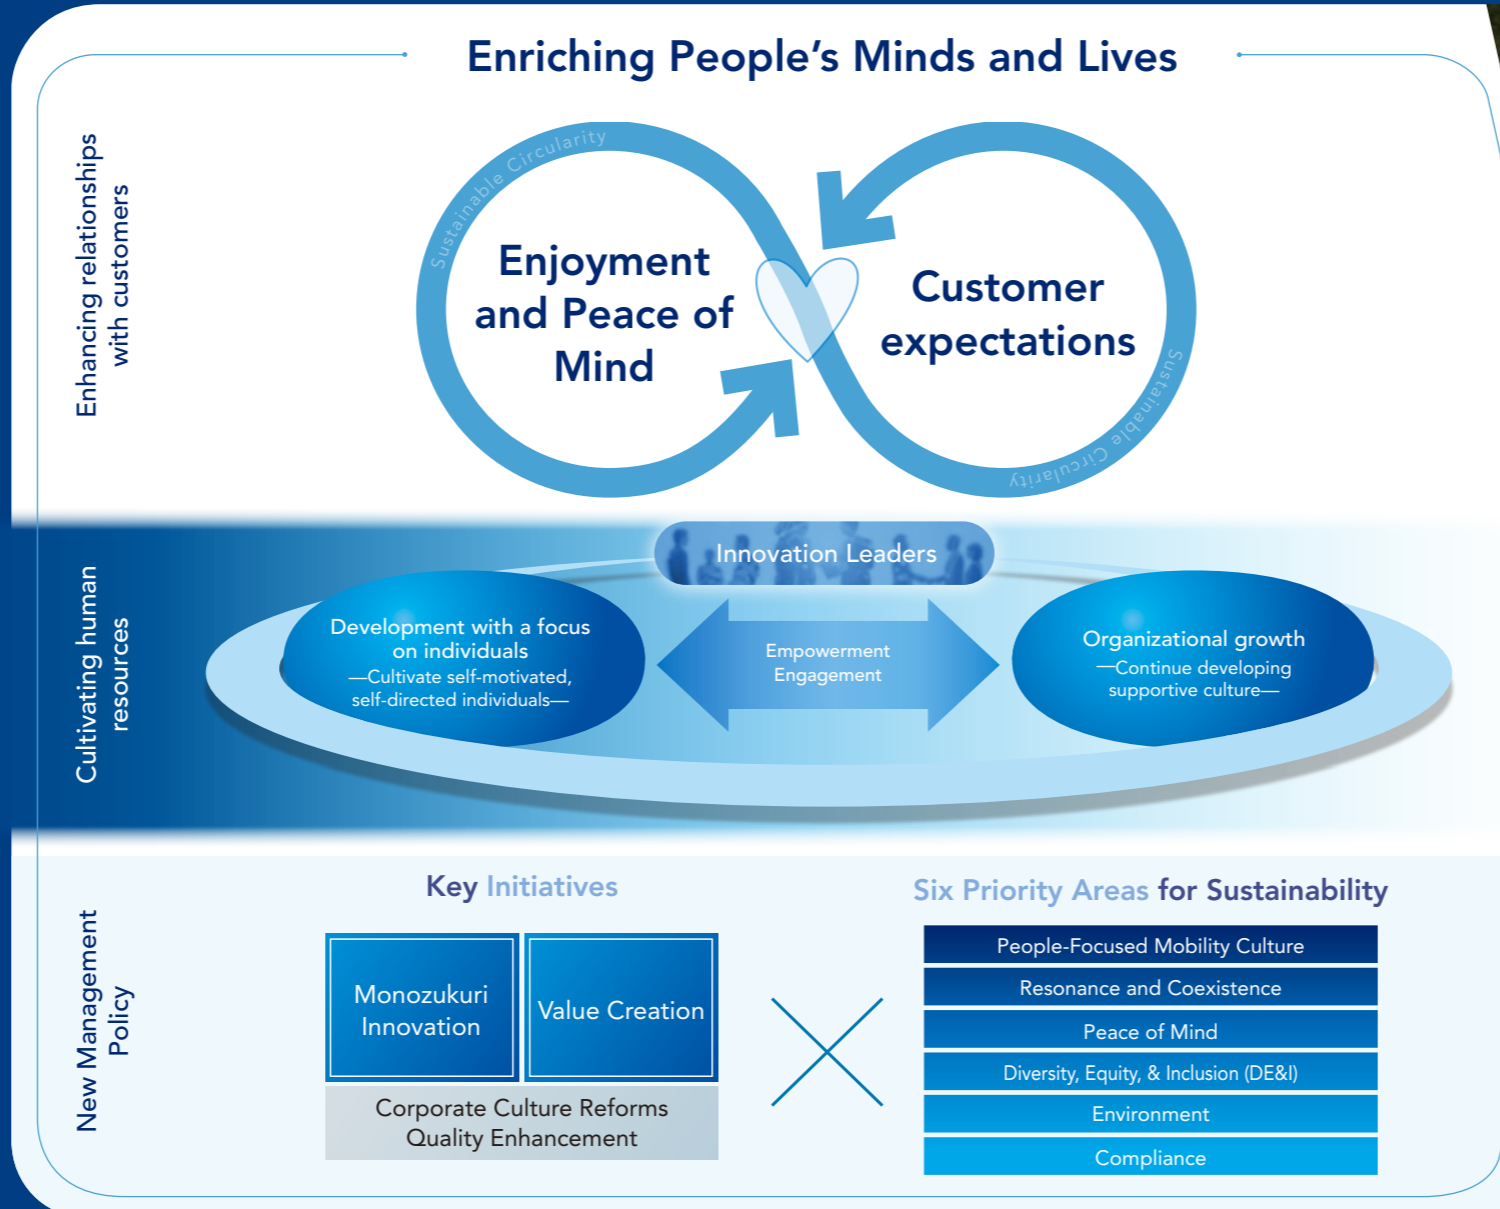 Enriching People’s Minds and Lives
Enhancing relationships
with customers
Sustainable Circularity
Enjoyment
and Peace of
Mind
Customer
expectations
Sustainable Circularity
Cultivating human
resources
Innovation Leaders
Development with a focus
on individuals
—Cultivate self-motivated,
self-directed individuals—
Empowerment
Engagement
Organizational growth
—Continue developing
supportive culture—
New Management
Policy
Key Initiatives
Monozukuri
Innovation
Value Creation
Corporate Culture Reforms
Quality Enhancement
Six Priority Areas for Sustainability
People-Focused Mobility Culture
Resonance and Coexistence
Peace of Mind
Diversity, Equity, & Inclusion (DE&I)
Environment
Compliance